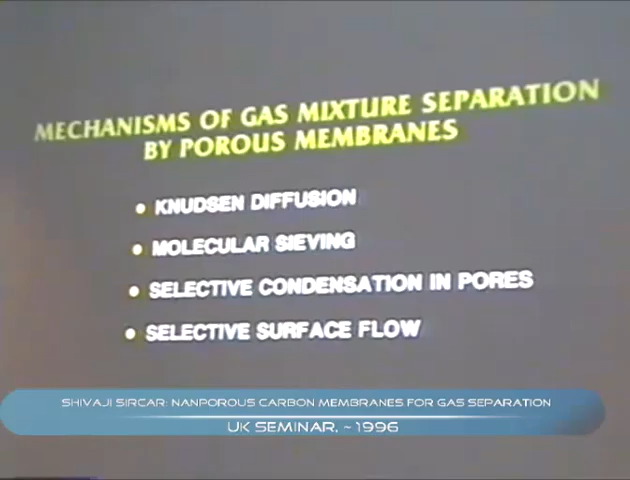 MECHANISMS OF GAS MIXTURE SEPARATION
BY POROUS MEMBRANES
• KNUDSEN DIFFUSION
• MOLECULAR SIEVING
• SELECTIVE CONDENSATION IN PORES
• SELECTIVE SURFACE FLOW
SHIVAJI SIRCAR: NANPOROUS CARBON MEMBRANES FOR GAS SEPARATION
UK SEMINAR, ~1996